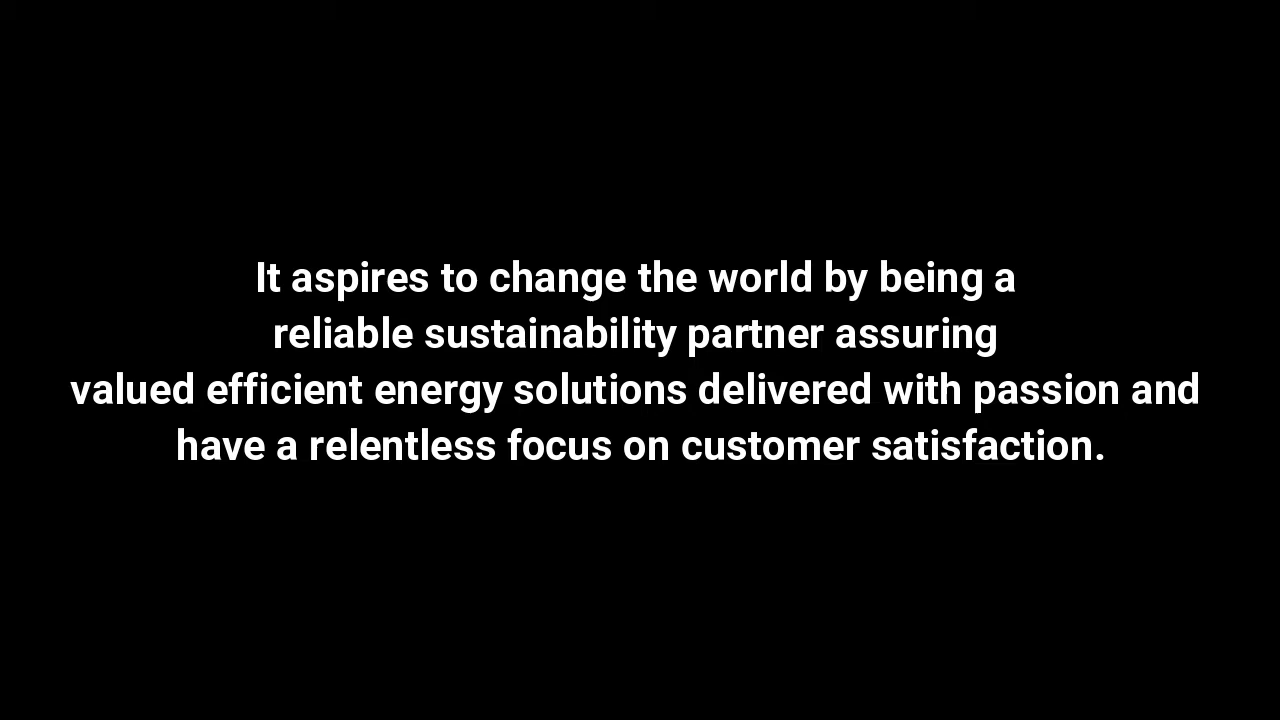 It aspires to change the world by being a
reliable sustainability partner assuring
valued efficient energy solutions delivered with passion and
have a relentless focus on customer satisfaction.